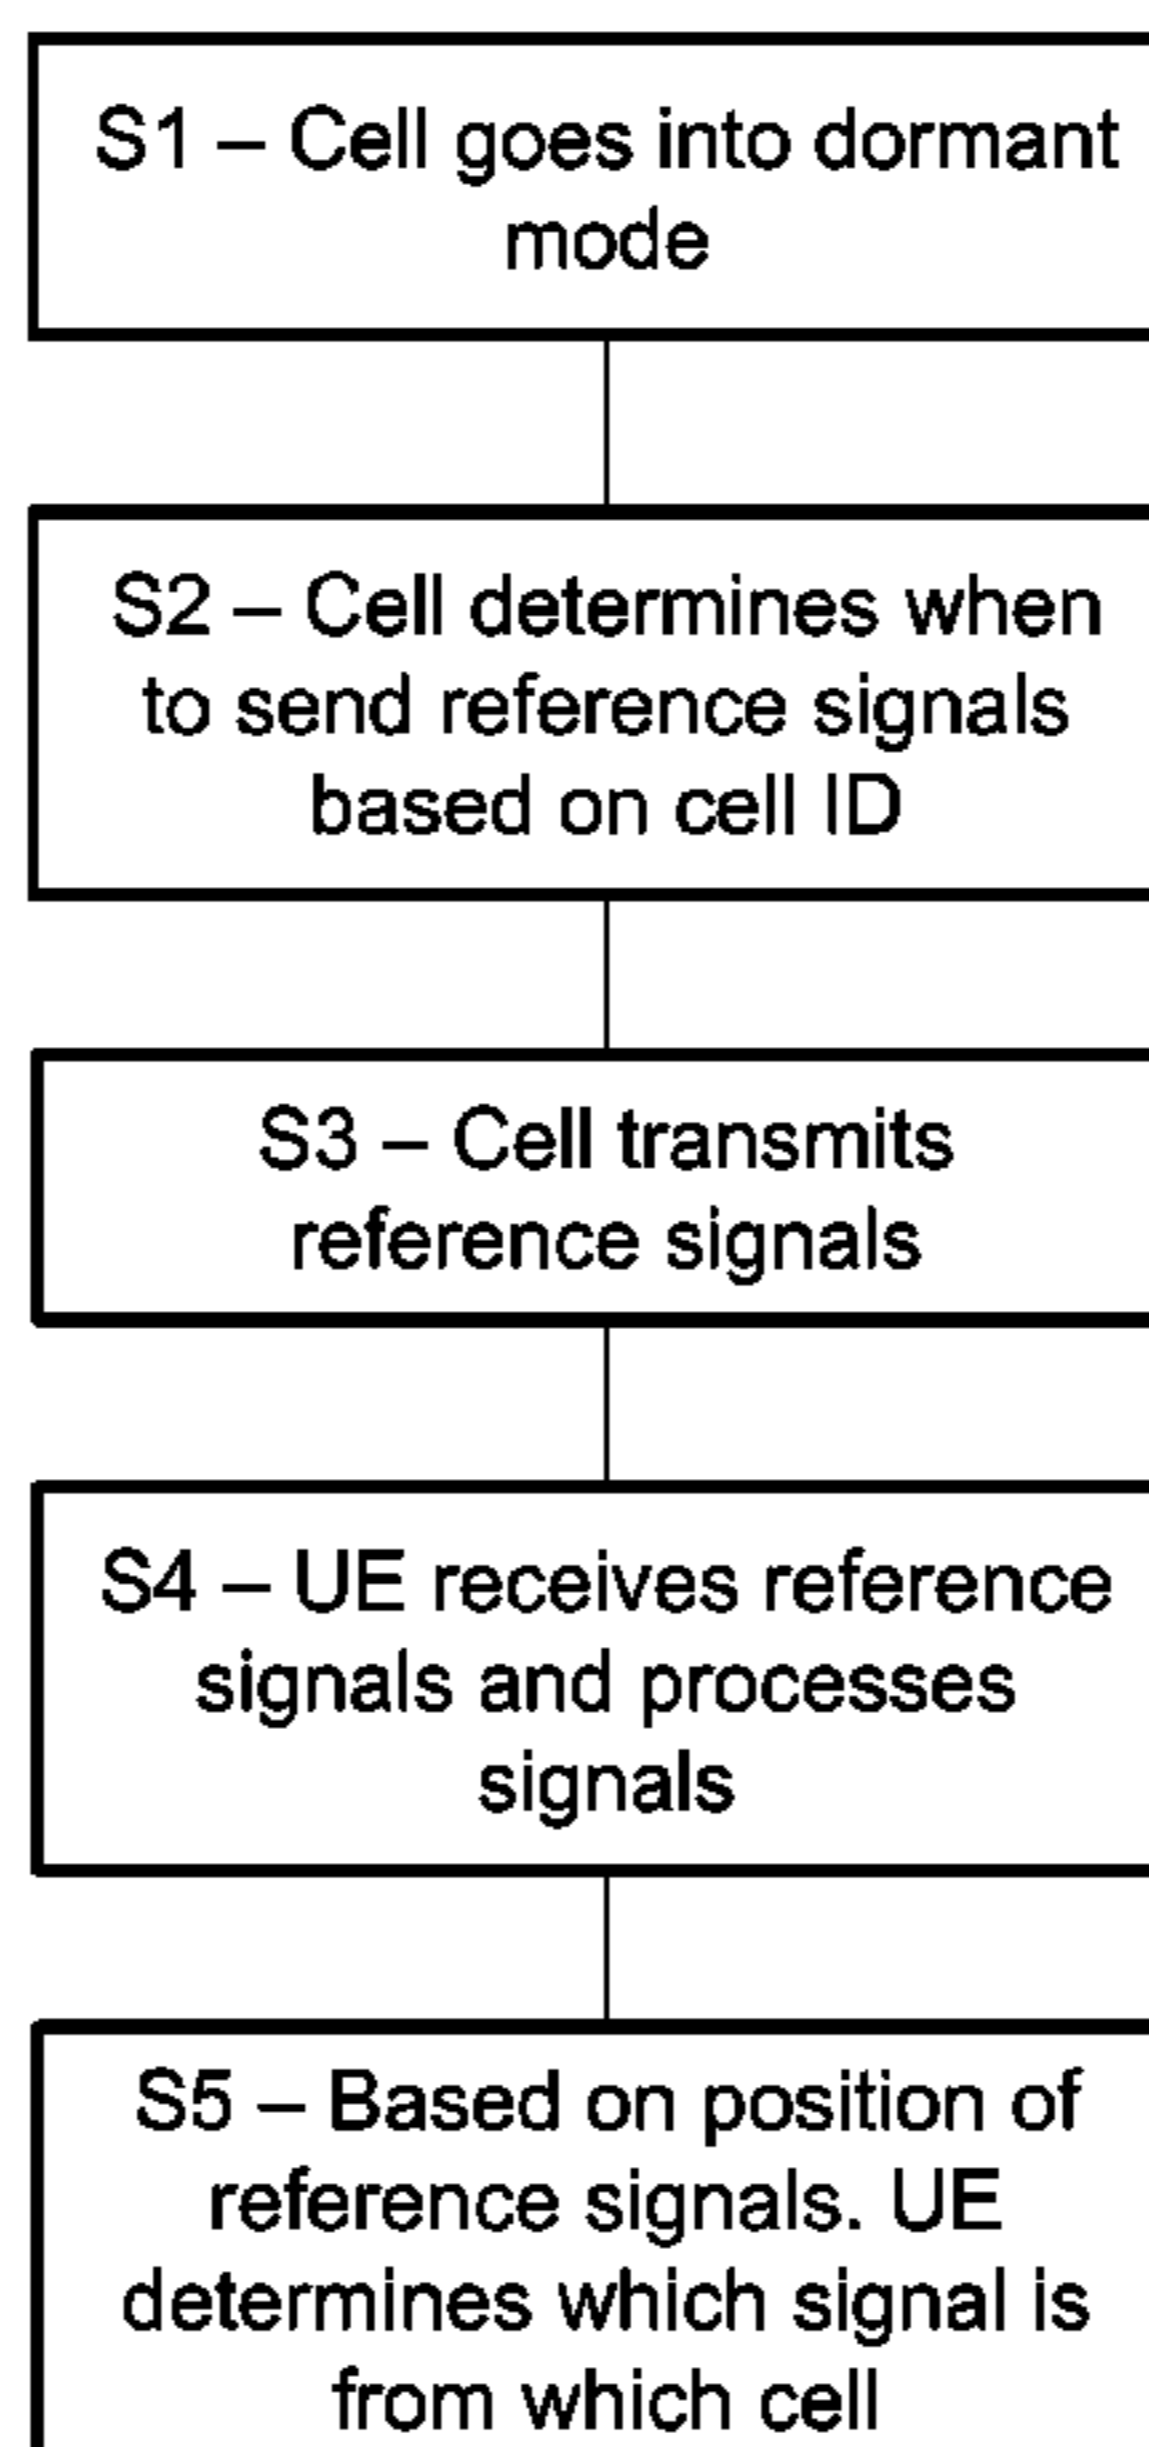 S1 – Cell goes into dormant
mode
S2 – Cell determines when
to send reference signals
based on cell ID
S3 – Cell transmits
reference signals
S4 – UE receives reference
signals and processes
signals
S5 – Based on position of
reference signals. UE
determines which signal is
from which cell